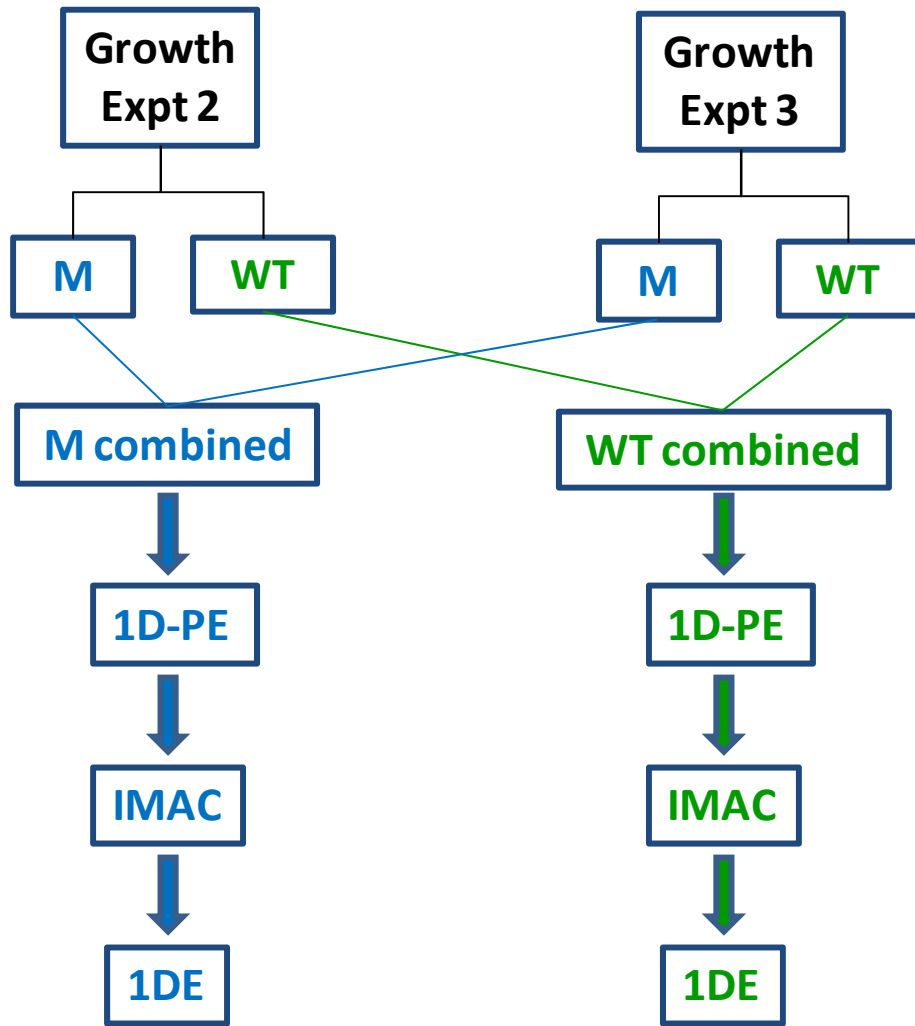 Growth
Expt 2
Growth
Expt 3
M
WT
M
WT
M combined
WT combined
1D-PE
1D-PE
IMAC
IMAC
1DE
1DE